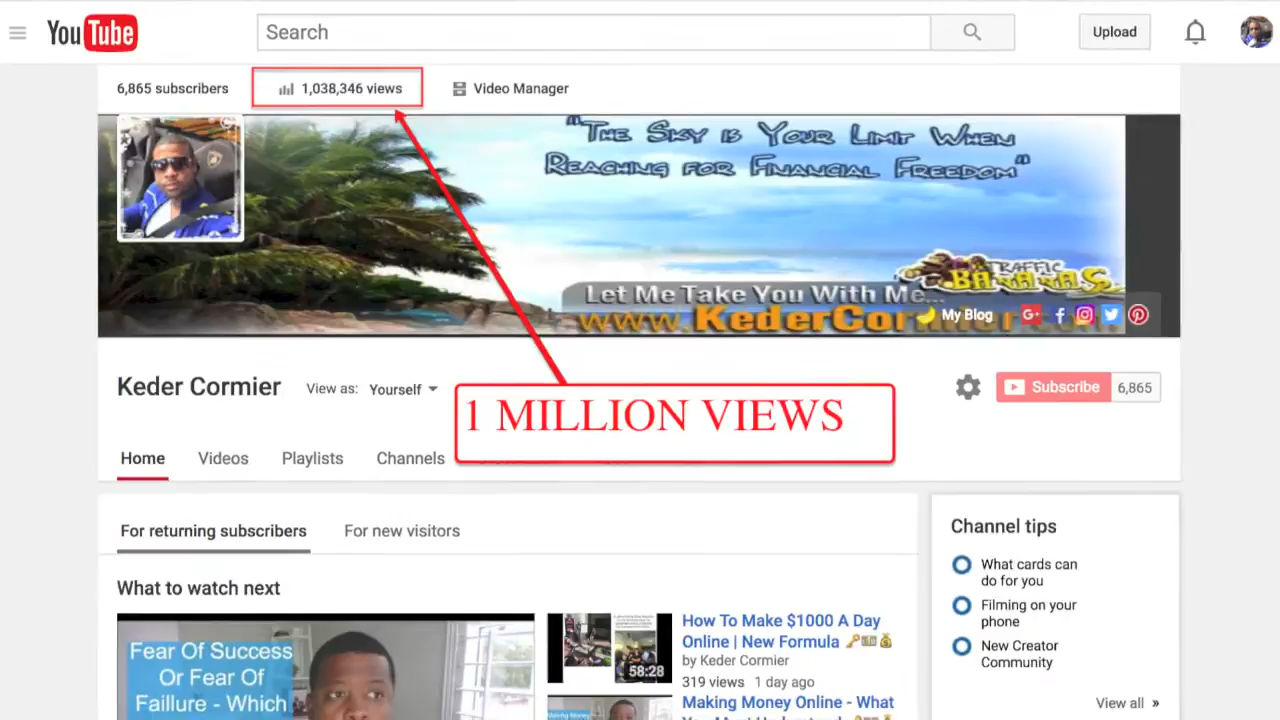 YouTube
Search
Upload
6,865 subscribers
1,038,346 views
Video Manager
"The Sky is Your Limit When
Reaching for Financial Freedom"
TRAFFIC
BANANAS
Let Me Take You With Me...
My Blog
Keder Cormier
View as: Yourself
Subscribe 6,865
1 MILLION VIEWS
Home
Videos
Playlists
Channels
For returning subscribers
For new visitors
What to watch next
Fear Of Success
Or Fear Of
Faillure - Which
58:28
How To Make $1000 A Day
Online | New Formula
by Keder Cormier
319 views 1 day ago
Making Money Online - What
Channel tips
What cards can
do for you
Filming on your
phone
New Creator
Community
View all »